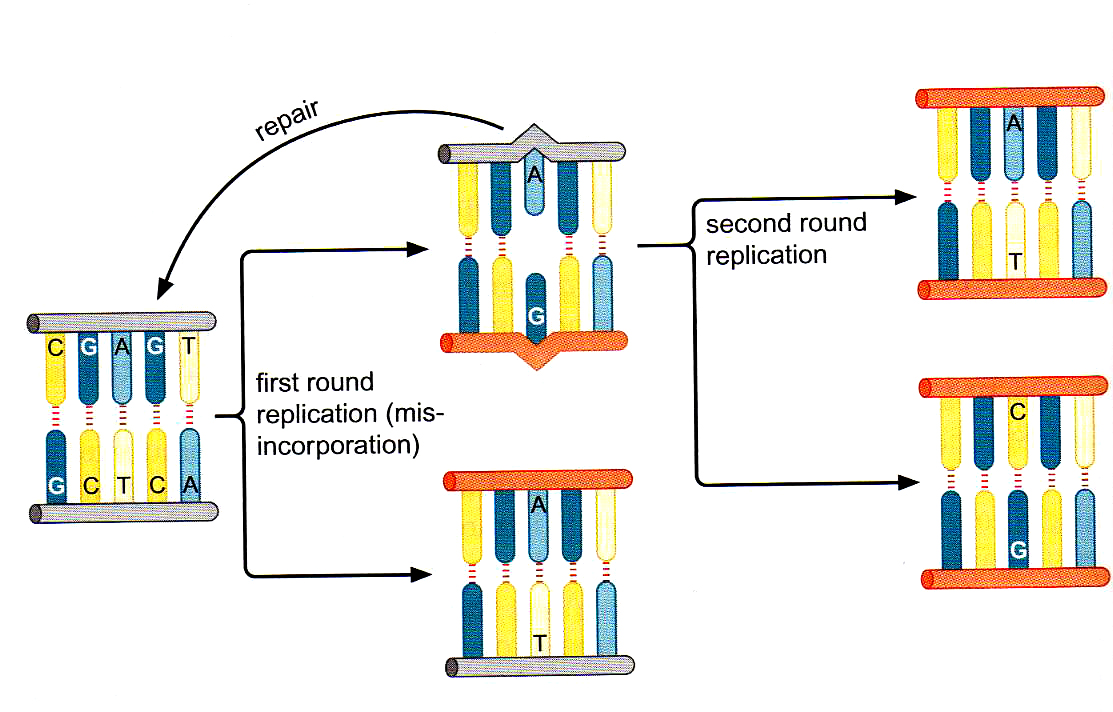 repair
A
G
C G A G T
G C T C A
first round
replication (mis-
incorporation)
A
T
second round
replication
A
T
C
G